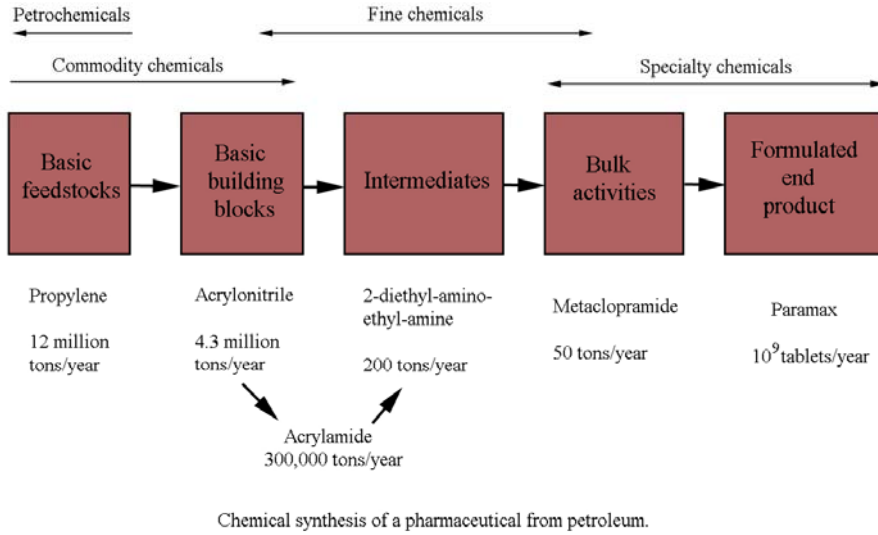 Petrochemicals
Fine chemicals
Commodity chemicals
Specialty chemicals
Basic
feedstocks
Basic
building
blocks
Intermediates
Bulk
activities
Formulated
end
product
Propylene
12 million
tons/year
Acrylonitrile
4.3 million
tons/year
2-diethyl-amino-
ethyl-amine
200 tons/year
Metaclopramide
50 tons/year
Paramax
10⁹ tablets/year
Acrylamide
300,000 tons/year
Chemical synthesis of a pharmaceutical from petroleum.